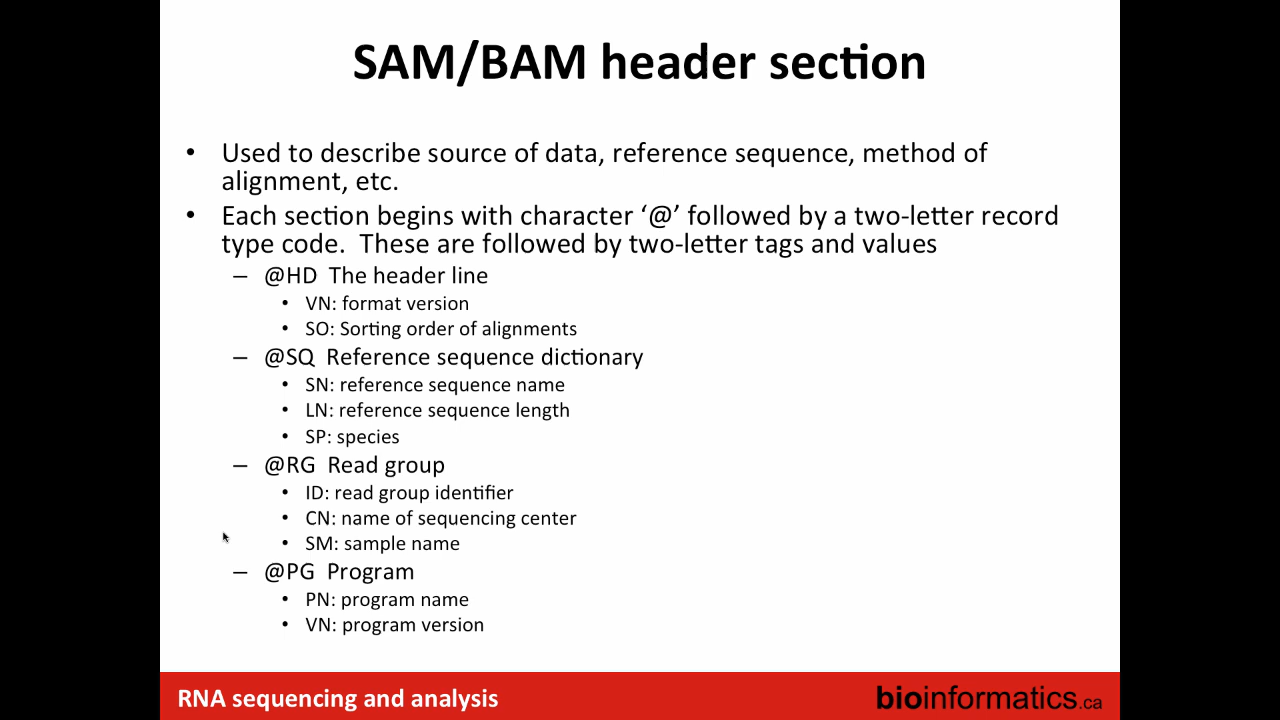 SAM/BAM header section
• Used to describe source of data, reference sequence, method of
alignment, etc.
• Each section begins with character ‘@’ followed by a two-letter record
type code.  These are followed by two-letter tags and values
– @HD  The header line
• VN: format version
• SO: Sorting order of alignments
– @SQ  Reference sequence dictionary
• SN: reference sequence name
• LN: reference sequence length
• SP: species
– @RG  Read group
• ID: read group identifier
• CN: name of sequencing center
• SM: sample name
– @PG  Program
• PN: program name
• VN: program version
RNA sequencing and analysis
bioinformatics.ca